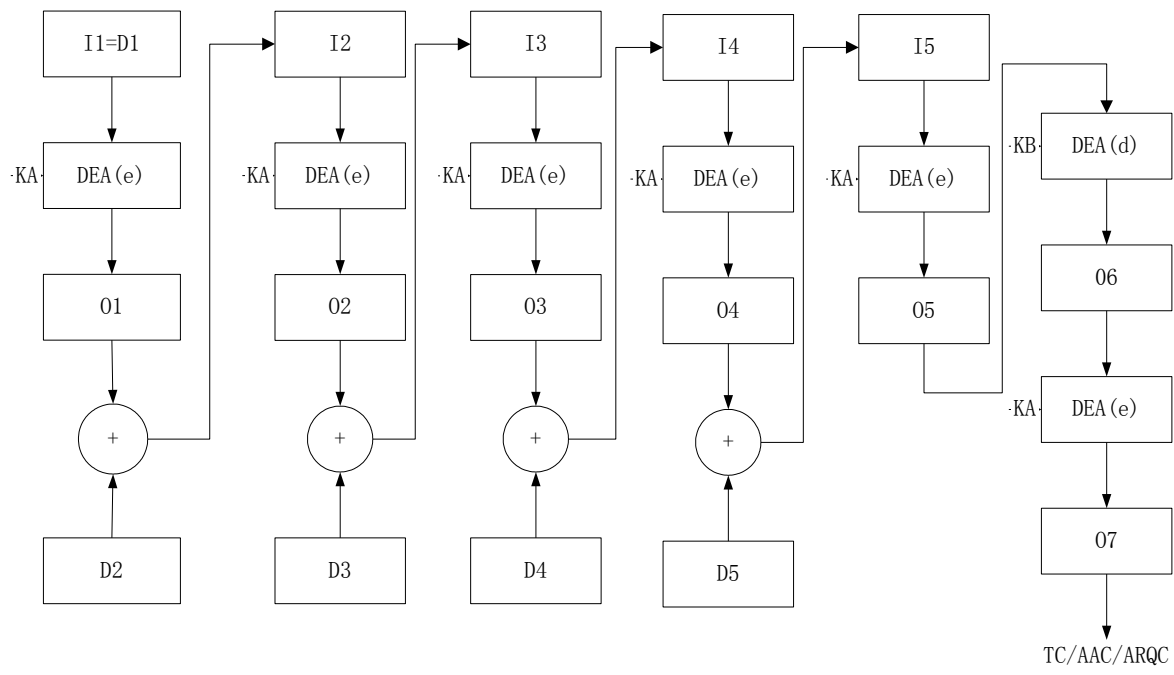 I1=D1
I2
I3
I4
I5
KA
DEA(e)
KA
DEA(e)
KA
DEA(e)
KA
DEA(e)
KA
DEA(e)
KB
DEA(d)
O1
O2
O3
O4
O5
O6
+
+
+
+
KA
DEA(e)
D2
D3
D4
D5
O7
TC/AAC/ARQC